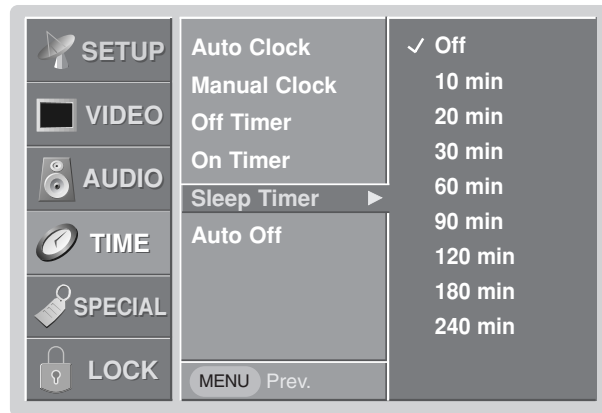 SETUP
VIDEO
AUDIO
TIME
SPECIAL
LOCK
Auto Clock
Manual Clock
Off Timer
On Timer
Sleep Timer
Auto Off
MENU Prev.
Off
10 min
20 min
30 min
60 min
90 min
120 min
180 min
240 min